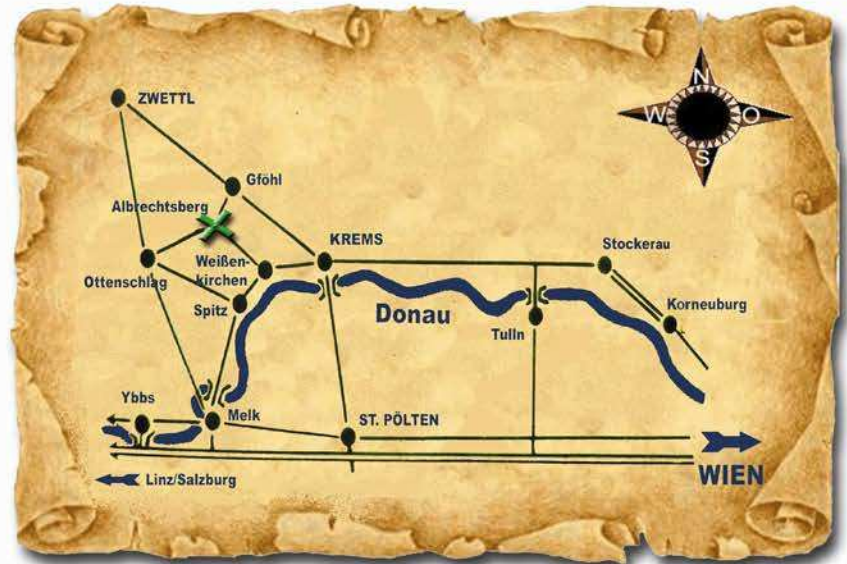 N
W O
S
ZWETTL
Gföhl
Albrechtsberg
KREMS
Stockerau
Weißen-
kirchen
Ottenschlag
Spitz
Korneuburg
Donau
Tulln
Ybbs
Melk
ST. PÖLTEN
WIEN
Linz/Salzburg